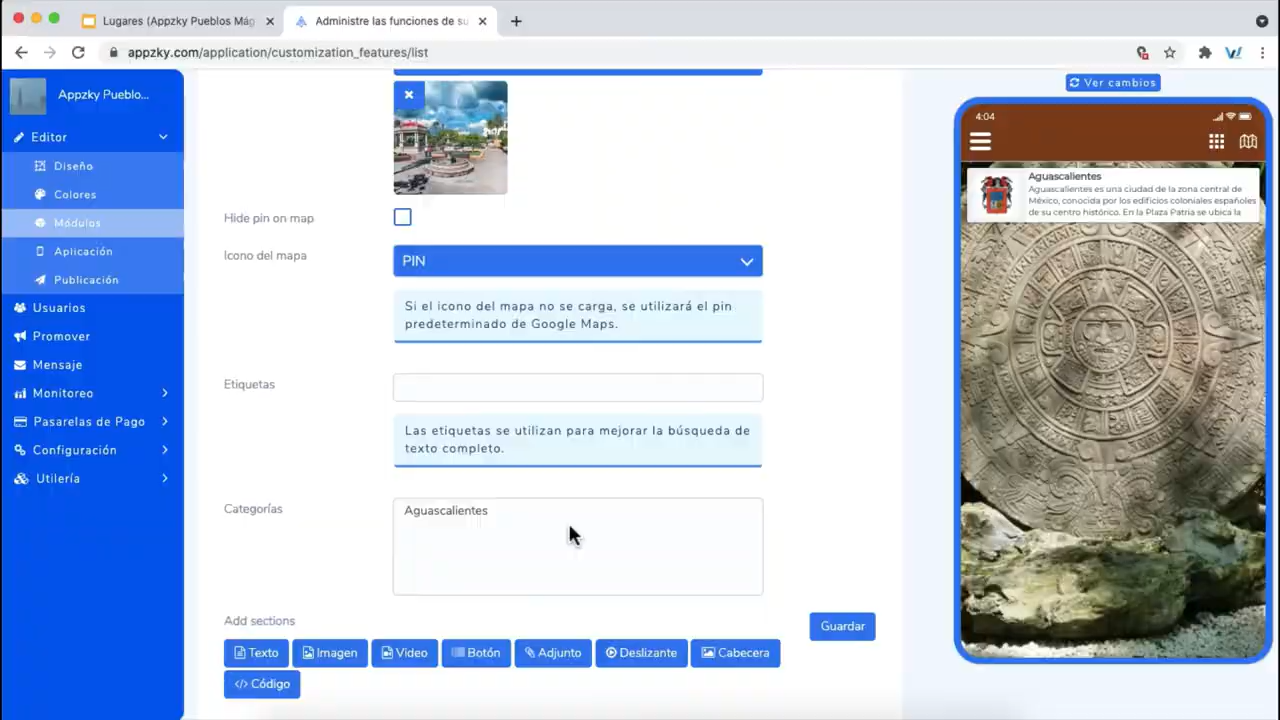 Lugares (Appzky Pueblos Mág
Administre las funciones de su
appzky.com/application/customization_features/list
Appzky Pueblo...
Editor
Diseño
Colores
Módulos
Aplicación
Publicación
Usuarios
Promover
Mensaje
Monitoreo
Pasarelas de Pago
Configuración
Utilería
Hide pin on map
Icono del mapa
PIN
Si el icono del mapa no se carga, se utilizará el pin
predeterminado de Google Maps.
Etiquetas
Las etiquetas se utilizan para mejorar la búsqueda de
texto completo.
Categorías
Aguascalientes
Add sections
Guardar
Texto
Imagen
Video
Botón
Adjunto
Deslizante
Cabecera
</> Código
Ver cambios
4:04
Aguascalientes
Aguascalientes es una ciudad de la zona central de
México, conocida por los edificios coloniales españoles
de su centro histórico. En la Plaza Patria se ubica la